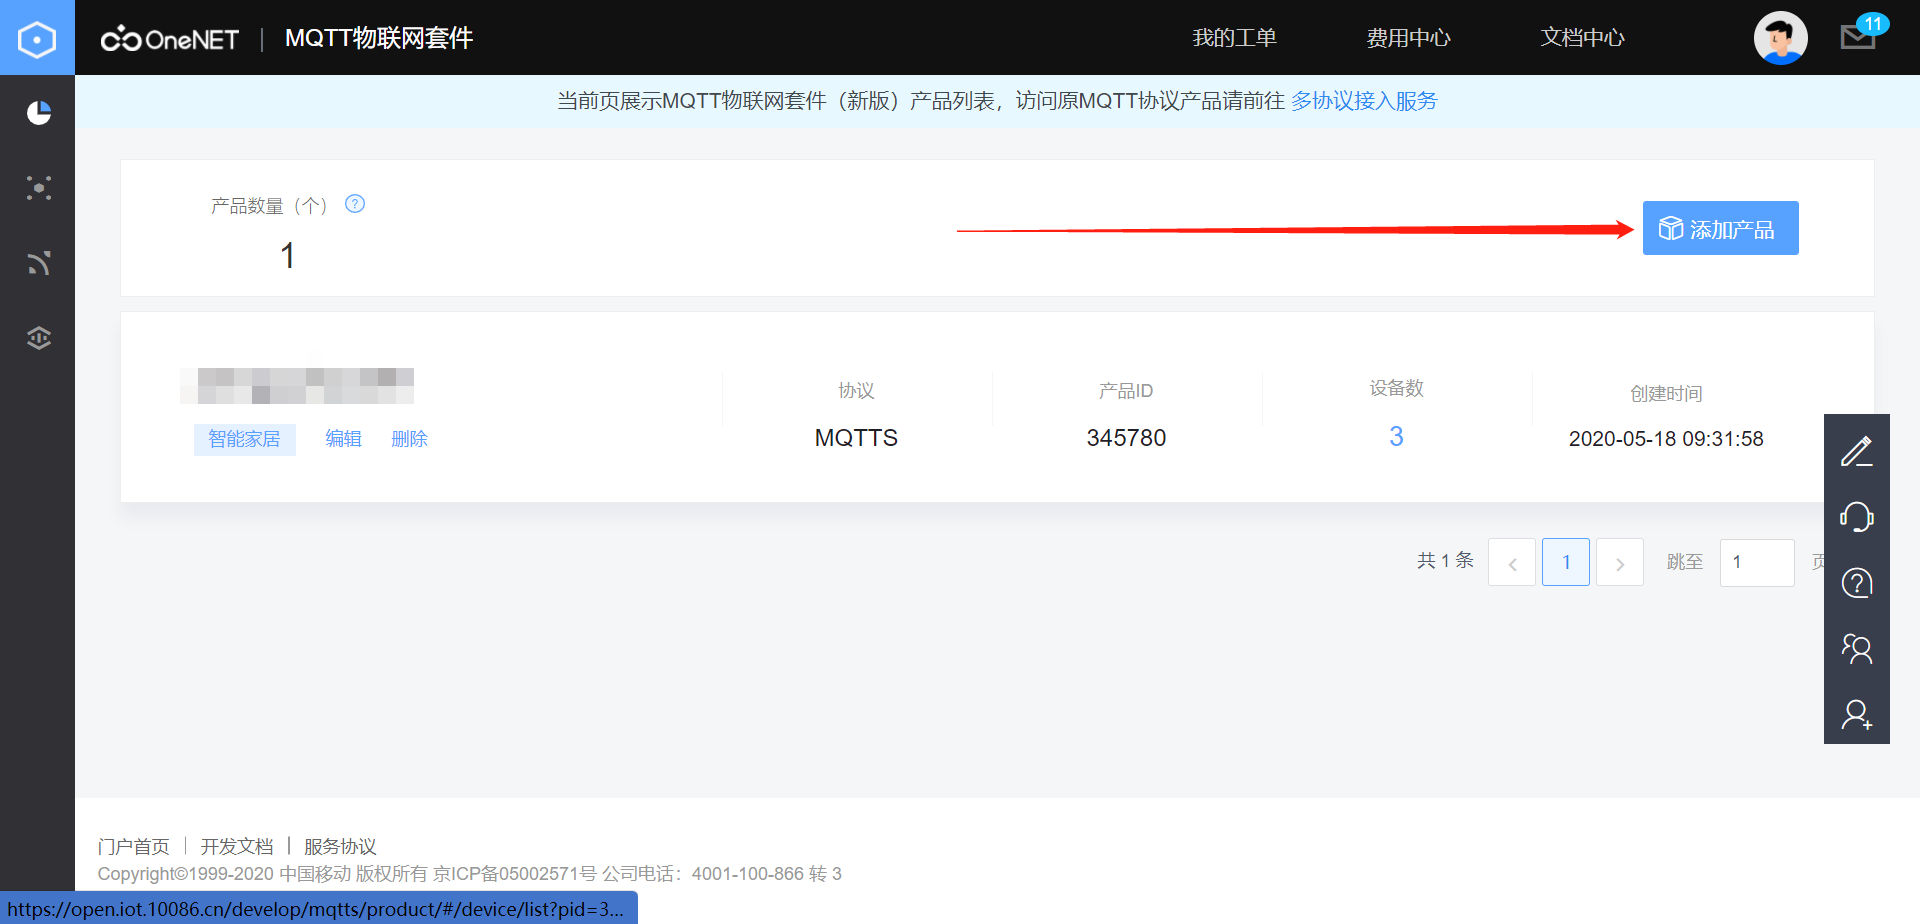 OneNET | MQTT物联网套件 我的工单 费用中心 文档中心 11
当前页展示MQTT物联网套件（新版）产品列表，访问原MQTT协议产品请前往 多协议接入服务
产品数量（个） ?
1
添加产品
协议 产品ID 设备数 创建时间
智能家居 编辑 删除 MQTTS 345780 3 2020-05-18 09:31:58
共 1 条 < 1 > 跳至 1 页
门户首页 | 开发文档 | 服务协议
Copyright©1999-2020 中国移动 版权所有 京ICP备05002571号 公司电话：4001-100-866 转 3
https://open.iot.10086.cn/develop/mqtts/product/#/device/list?pid=3...